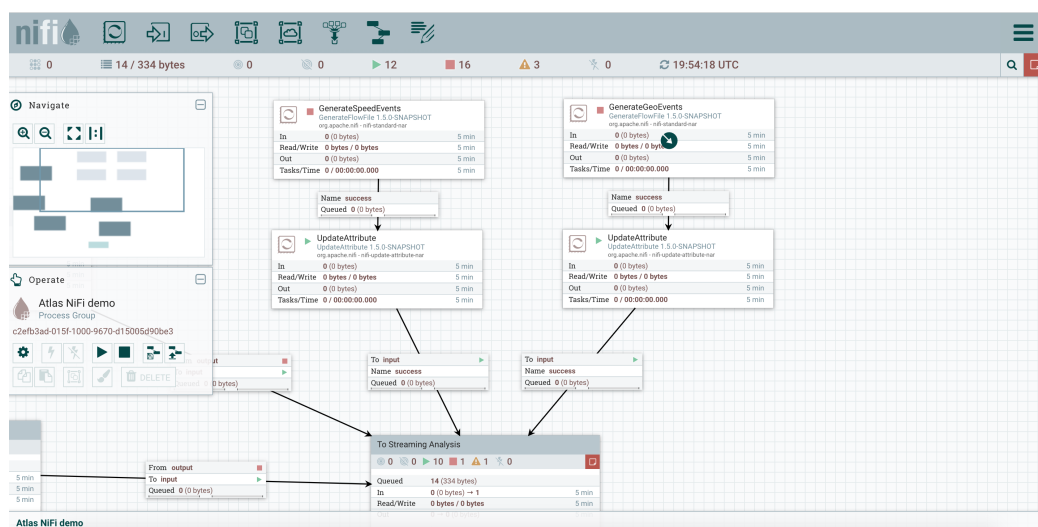 nifi
0 14 / 334 bytes 0 0 12 16 3 0 19:54:18 UTC
Navigate
Operate
Atlas NiFi demo
Process Group
c2efb3ad-015f-1000-9670-d15005d90be3
DELETE
GenerateSpeedEvents
GenerateFlowFile 1.5.0-SNAPSHOT
org.apache.nifi - nifi-standard-nar
In 0 (0 bytes) 5 min
Read/Write 0 bytes / 0 bytes 5 min
Out 0 (0 bytes) 5 min
Tasks/Time 0 / 00:00:00.000 5 min
Name success
Queued 0 (0 bytes)
UpdateAttribute
UpdateAttribute 1.5.0-SNAPSHOT
org.apache.nifi - nifi-update-attribute-nar
In 0 (0 bytes) 5 min
Read/Write 0 bytes / 0 bytes 5 min
Out 0 (0 bytes) 5 min
Tasks/Time 0 / 00:00:00.000 5 min
GenerateGeoEvents
GenerateFlowFile 1.5.0-SNAPSHOT
org.apache.nifi - nifi-standard-nar
In 0 (0 bytes) 5 min
Read/Write 0 bytes / 0 5 min
Out 0 (0 bytes) 5 min
Tasks/Time 0 / 00:00:00.000 5 min
Name success
Queued 0 (0 bytes)
UpdateAttribute
UpdateAttribute 1.5.0-SNAPSHOT
org.apache.nifi - nifi-update-attribute-nar
In 0 (0 bytes) 5 min
Read/Write 0 bytes / 0 bytes 5 min
Out 0 (0 bytes) 5 min
Tasks/Time 0 / 00:00:00.000 5 min
0 (0 bytes)
To input
Name success
Queued 0 (0 bytes)
To input
Name success
Queued 0 (0 bytes)
To Streaming Analysis
0 0 10 1 1 0
Queued 14 (334 bytes)
In 0 (0 bytes) → 1 5 min
Read/Write 0 bytes / 0 bytes 5 min
5 min
5 min
5 min
From output
To input
Queued 0 (0 bytes)
Atlas NiFi demo